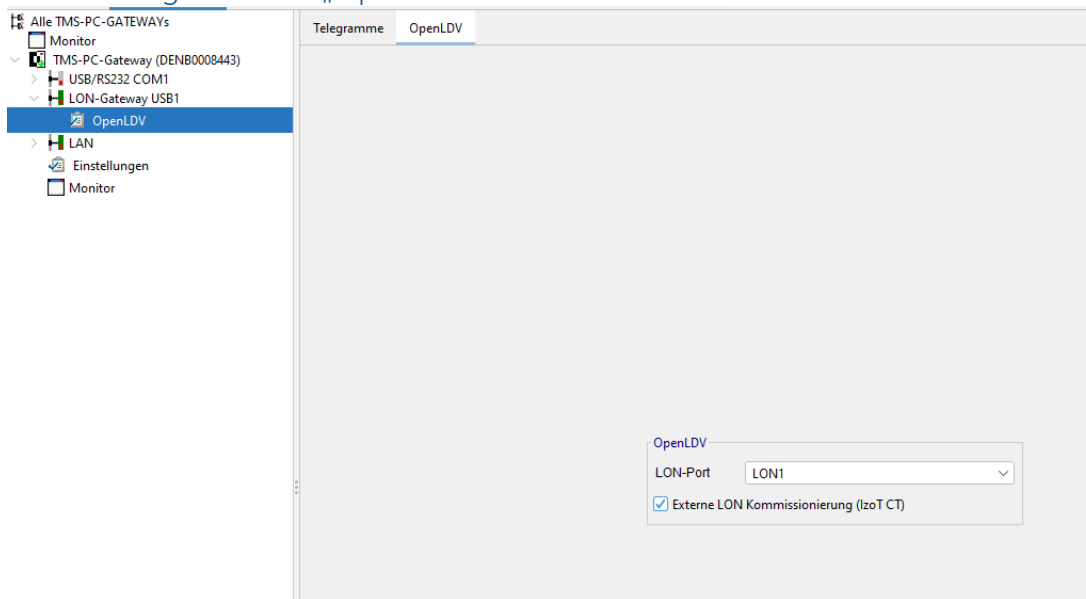 Alle TMS-PC-GATEWAYs
Monitor
TMS-PC-Gateway (DENB0008443)
USB/RS232 COM1
LON-Gateway USB1
OpenLDV
LAN
Einstellungen
Monitor
Telegramme OpenLDV
OpenLDV
LON-Port LON1
Externe LON Kommissionierung (IzoT CT)